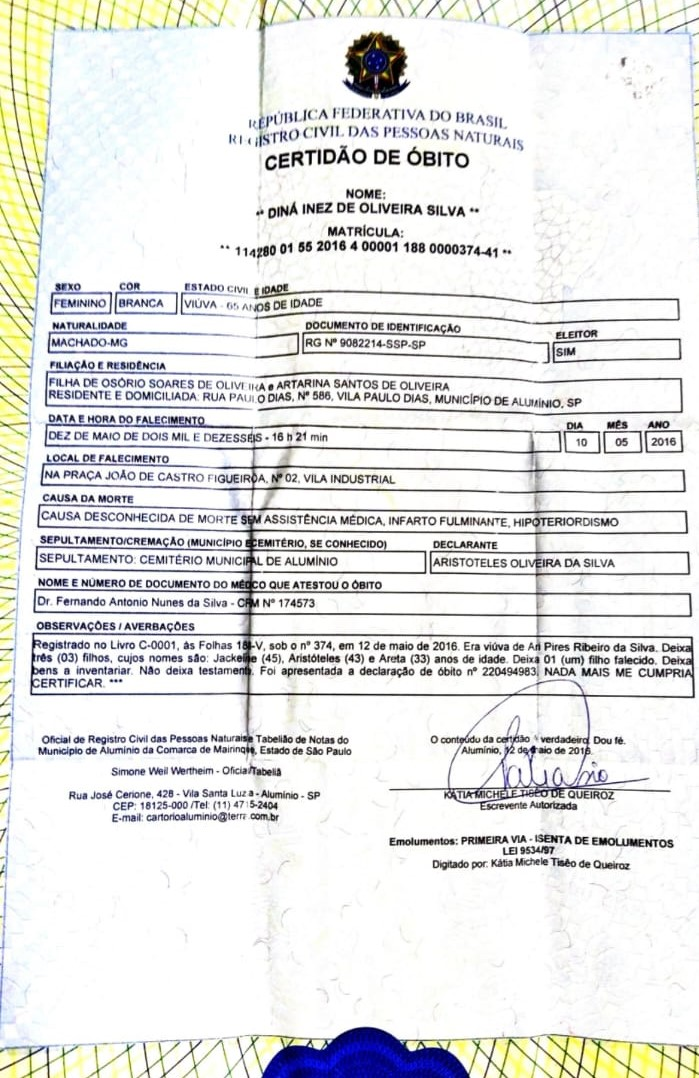 REPÚBLICA FEDERATIVA DO BRASIL
REGISTRO CIVIL DAS PESSOAS NATURAIS
CERTIDÃO DE ÓBITO
NOME:
** DINÁ INEZ DE OLIVEIRA SILVA **
MATRÍCULA:
** 114280 01 55 2016 4 00001 188 0000374-41 **
SEXO COR ESTADO CIVIL E IDADE
FEMININO BRANCA VIÚVA - 65 ANOS DE IDADE
NATURALIDADE DOCUMENTO DE IDENTIFICAÇÃO ELEITOR
MACHADO-MG RG Nº 9082214-SSP-SP SIM
FILIAÇÃO E RESIDÊNCIA
FILHA DE OSÓRIO SOARES DE OLIVEIRA e ARTARINA SANTOS DE OLIVEIRA
RESIDENTE E DOMICILIADA: RUA PAULO DIAS, Nº 586, VILA PAULO DIAS, MUNICÍPIO DE ALUMÍNIO, SP
DATA E HORA DO FALECIMENTO DIA MÊS ANO
DEZ DE MAIO DE DOIS MIL E DEZESSEIS - 16 h 21 min 10 05 2016
LOCAL DE FALECIMENTO
NA PRAÇA JOÃO DE CASTRO FIGUEIROA, Nº 02, VILA INDUSTRIAL
CAUSA DA MORTE
CAUSA DESCONHECIDA DE MORTE SEM ASSISTÊNCIA MÉDICA, INFARTO FULMINANTE, HIPOTERIORDISMO
SEPULTAMENTO/CREMAÇÃO (MUNICÍPIO E CEMITÉRIO, SE CONHECIDO) DECLARANTE
SEPULTAMENTO: CEMITÉRIO MUNICIPAL DE ALUMÍNIO ARISTOTELES OLIVEIRA DA SILVA
NOME E NÚMERO DE DOCUMENTO DO MÉDICO QUE ATESTOU O ÓBITO
Dr. Fernando Antonio Nunes da Silva - CRM Nº 174573
OBSERVAÇÕES / AVERBAÇÕES
Registrado no Livro C-0001, às Folhas 188-V, sob o nº 374, em 12 de maio de 2016. Era viúva de Ari Pires Ribeiro da Silva. Deixa
três (03) filhos, cujos nomes são: Jackeline (45), Aristóteles (43) e Areta (33) anos de idade. Deixa 01 (um) filho falecido. Deixa
bens a inventariar. Não deixa testamento. Foi apresentada a declaração de óbito nº 220494983. NADA MAIS ME CUMPRIA
CERTIFICAR. ***
Oficial de Registro Civil das Pessoas Naturais e Tabelião de Notas do
Município de Alumínio da Comarca de Mairinque, Estado de São Paulo
Simone Weil Wertheim - Oficial/Tabeliã
Rua José Cerione, 428 - Vila Santa Luzia - Alumínio - SP
CEP: 18125-000 /Tel: (11) 4715-2404
E-mail: cartorioaluminio@terra.com.br
O conteúdo da certidão é verdadeiro. Dou fé.
Alumínio, 12 de maio de 2016.
KÁTIA MICHELE TISÊO DE QUEIROZ
Escrevente Autorizada
Emolumentos: PRIMEIRA VIA - ISENTA DE EMOLUMENTOS
LEI 9534/97
Digitado por: Kátia Michele Tisêo de Queiroz